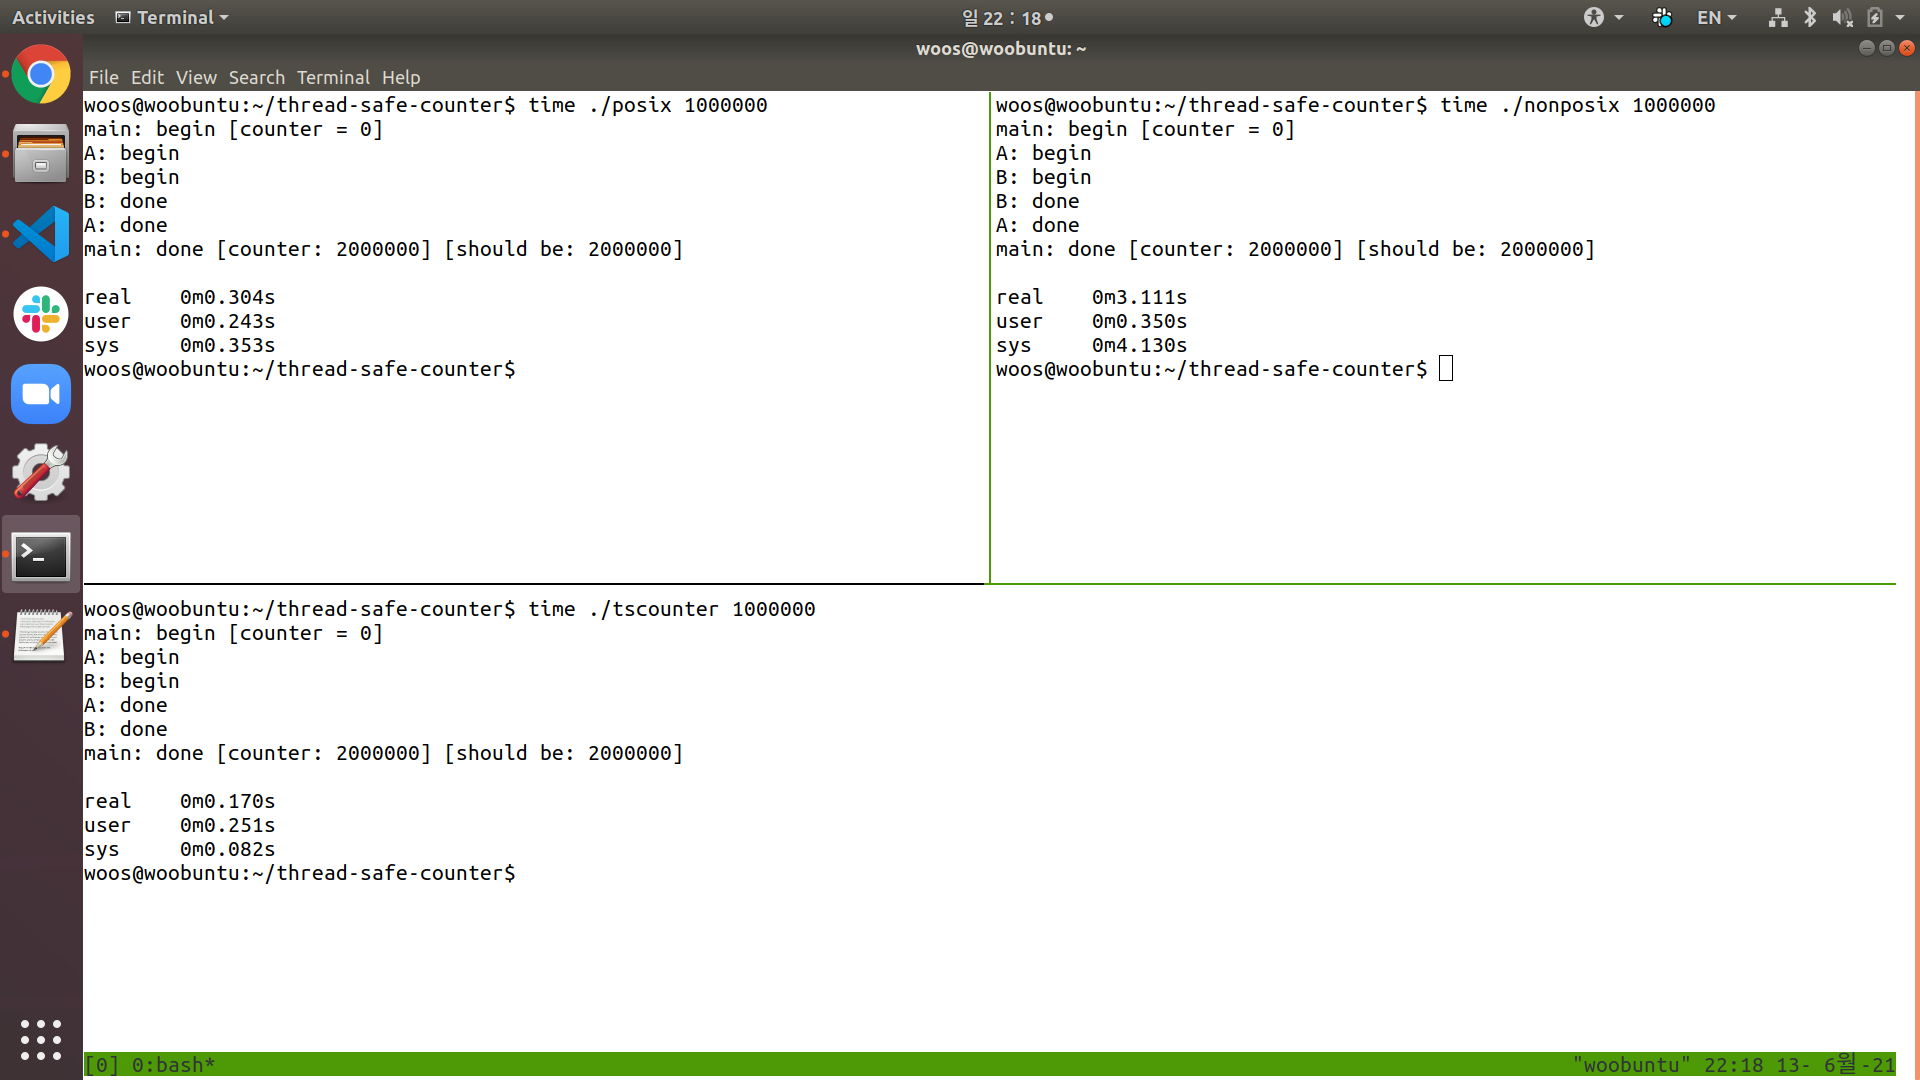 Activities Terminal 일 22 : 18 EN
woos@woobuntu: ~
File Edit View Search Terminal Help
woos@woobuntu:~/thread-safe-counter$ time ./posix 1000000
main: begin [counter = 0]
A: begin
B: begin
B: done
A: done
main: done [counter: 2000000] [should be: 2000000]
real 0m0.304s
user 0m0.243s
sys 0m0.353s
woos@woobuntu:~/thread-safe-counter$
woos@woobuntu:~/thread-safe-counter$ time ./nonposix 1000000
main: begin [counter = 0]
A: begin
B: begin
B: done
A: done
main: done [counter: 2000000] [should be: 2000000]
real 0m3.111s
user 0m0.350s
sys 0m4.130s
woos@woobuntu:~/thread-safe-counter$
woos@woobuntu:~/thread-safe-counter$ time ./tscounter 1000000
main: begin [counter = 0]
A: begin
B: begin
A: done
B: done
main: done [counter: 2000000] [should be: 2000000]
real 0m0.170s
user 0m0.251s
sys 0m0.082s
woos@woobuntu:~/thread-safe-counter$
[0] 0:bash* "woobuntu" 22:18 13- 6월-21